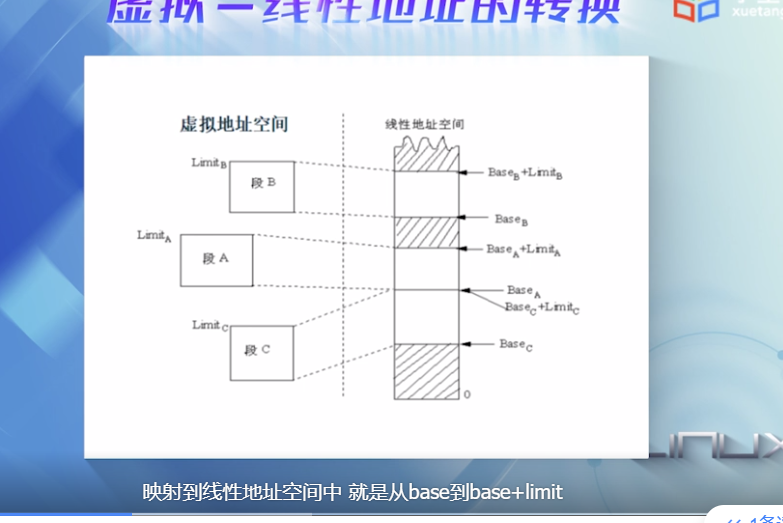 虚拟—线性地址的转换
xuetang
虚拟地址空间
线性地址空间
Limit_B
段 B
Base_B+Limit_B
Base_B
Limit_A
段 A
Base_A+Limit_A
Base_A
Base_C+Limit_C
Limit_C
段 C
Base_C
0
LINUX
映射到线性地址空间中 就是从base到base+limit